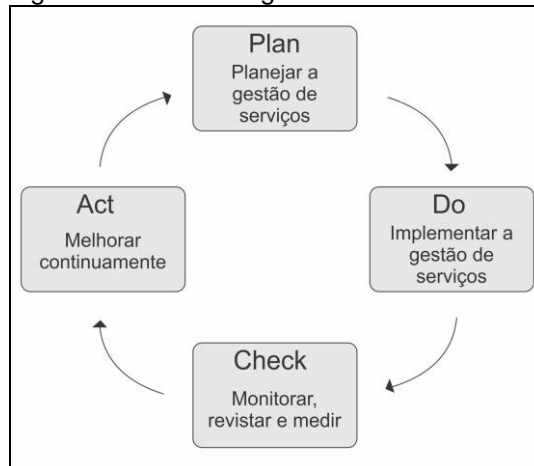 Plan
Planejar a
gestão de
serviços
Act
Melhorar
continuamente
Do
Implementar a
gestão de
serviços
Check
Monitorar,
revistar e medir